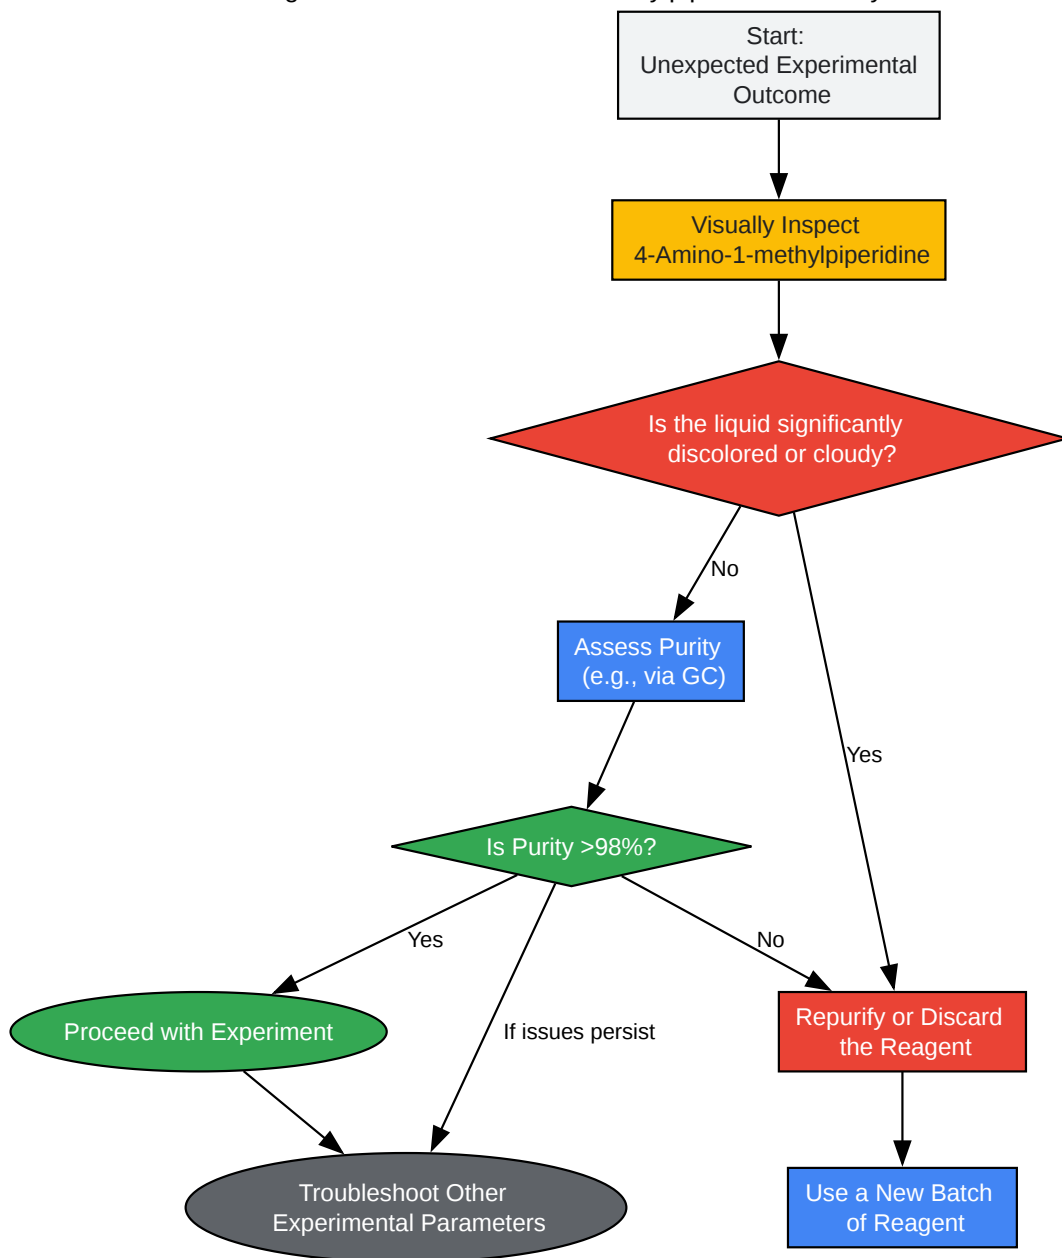 Start:
Unexpected Experimental
Outcome
Visually Inspect
4-Amino-1-methylpiperidine
Is the liquid significantly
discolored or cloudy?
No
Assess Purity
(e.g., via GC)
Yes
Is Purity >98%?
Yes
No
If issues persist
Proceed with Experiment
Repurify or Discard
the Reagent
Troubleshoot Other
Experimental Parameters
Use a New Batch
of Reagent